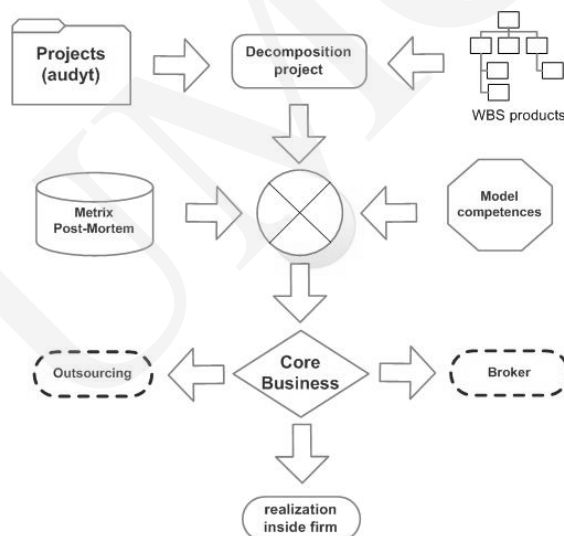 Projects
(audyt)
Decomposition
project
WBS products
Metrix
Post-Mortem
Model
competences
Outsourcing
Core
Business
Broker
realization
inside firm